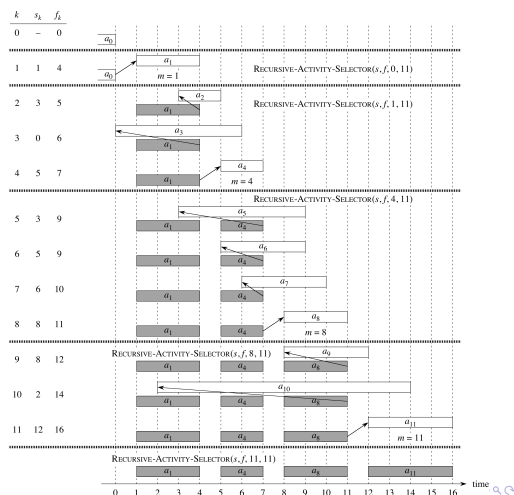 k s_k f_k
0 – 0
a_0
1 1 4
a_1
a_0
m = 1
RECURSIVE-ACTIVITY-SELECTOR(s, f, 0, 11)
RECURSIVE-ACTIVITY-SELECTOR(s, f, 1, 11)
2 3 5
a_2
a_1
3 0 6
a_3
a_1
4 5 7
a_4
a_1
m = 4
RECURSIVE-ACTIVITY-SELECTOR(s, f, 4, 11)
5 3 9
a_5
a_1 a_4
6 5 9
a_6
a_1 a_4
7 6 10
a_7
a_1 a_4
8 8 11
a_8
a_1 a_4
m = 8
RECURSIVE-ACTIVITY-SELECTOR(s, f, 8, 11)
9 8 12
a_9
a_1 a_4 a_8
10 2 14
a_10
a_1 a_4 a_8
11 12 16
a_11
a_1 a_4 a_8
m = 11
RECURSIVE-ACTIVITY-SELECTOR(s, f, 11, 11)
a_1 a_4 a_8 a_11
time
0 1 2 3 4 5 6 7 8 9 10 11 12 13 14 15 16